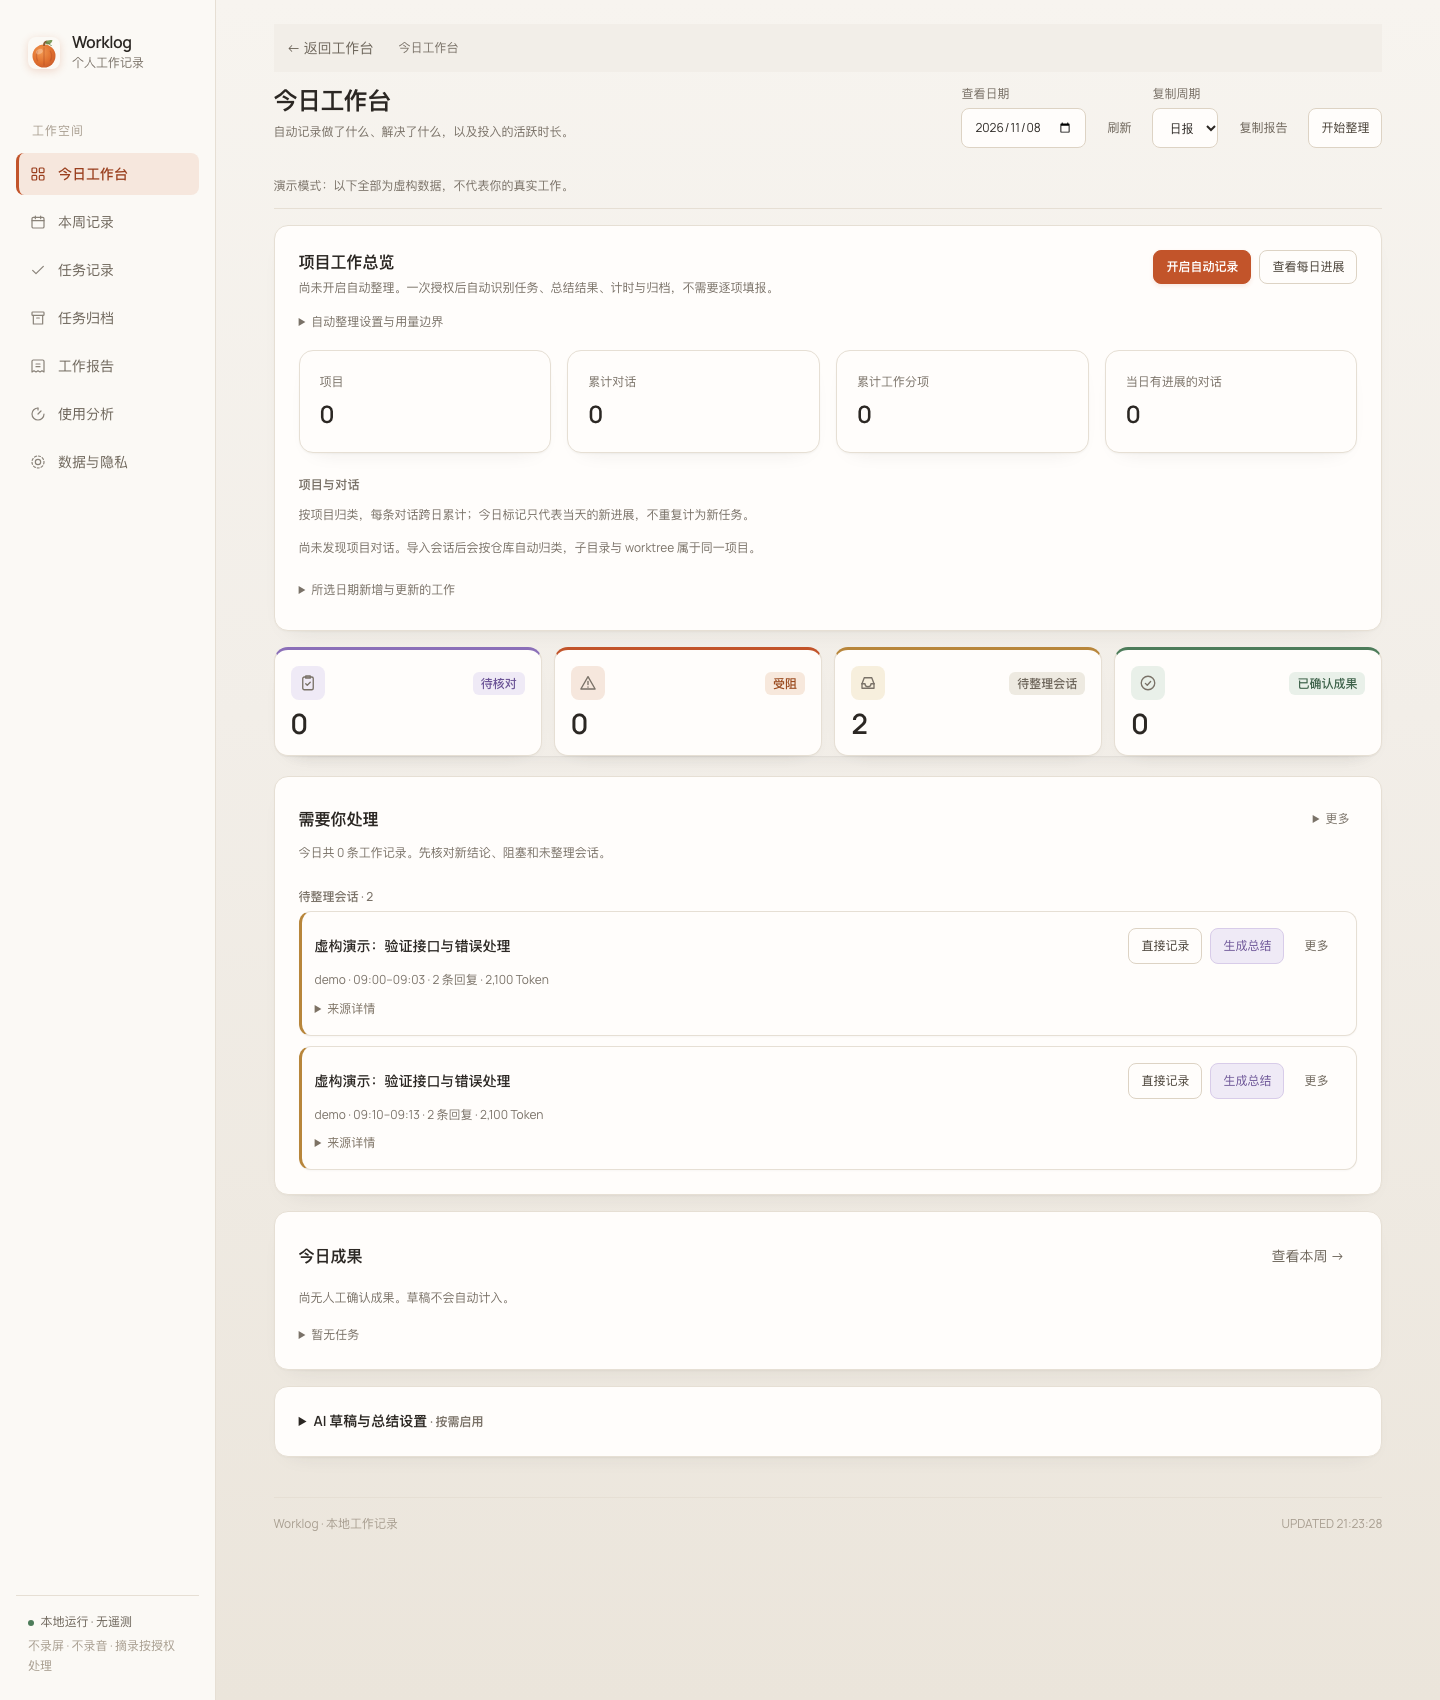 Worklog
个人工作记录
工作空间
今日工作台
本周记录
任务记录
任务归档
工作报告
使用分析
数据与隐私
本地运行 · 无遥测
不录屏 · 不录音 · 摘录按授权
处理
← 返回工作台 今日工作台
今日工作台
自动记录做了什么、解决了什么，以及投入的活跃时长。
查看日期 复制周期
2026/11/08 刷新 日报 复制报告 开始整理
演示模式：以下全部为虚构数据，不代表你的真实工作。
项目工作总览
开启自动记录 查看每日进展
尚未开启自动整理。一次授权后自动识别任务、总结结果、计时与归档，不需要逐项填报。
▶ 自动整理设置与用量边界
项目 累计对话 累计工作分项 当日有进展的对话
0 0 0 0
项目与对话
按项目归类，每条对话跨日累计；今日标记只代表当天的新进展，不重复计为新任务。
尚未发现项目对话。导入会话后会按仓库自动归类，子目录与 worktree 属于同一项目。
▶ 所选日期新增与更新的工作
待核对 受阻 待整理会话 已确认成果
0 0 2 0
需要你处理 ▶ 更多
今日共 0 条工作记录。先核对新结论、阻塞和未整理会话。
待整理会话 · 2
虚构演示：验证接口与错误处理 直接记录 生成总结 更多
demo · 09:00–09:03 · 2 条回复 · 2,100 Token
▶ 来源详情
虚构演示：验证接口与错误处理 直接记录 生成总结 更多
demo · 09:10–09:13 · 2 条回复 · 2,100 Token
▶ 来源详情
今日成果 查看本周 →
尚无人工确认成果。草稿不会自动计入。
▶ 暂无任务
▶ AI 草稿与总结设置 · 按需启用
Worklog · 本地工作记录 UPDATED 21:23:28